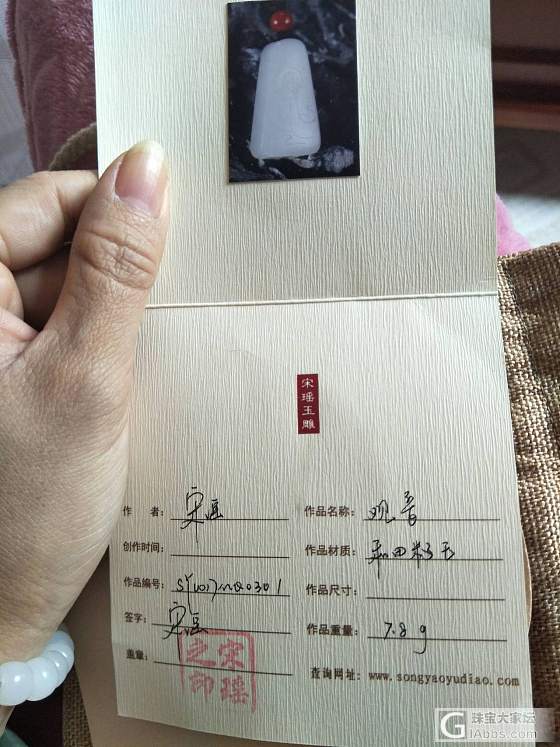 宋瑶玉雕
作 者： 宋瑶 作品名称： 观音
创作时间： 作品材质： 和田籽玉
作品编号： 作品尺寸：
签字： 宋瑶 作品重量： 7.8g
盖章： 宋瑶之印 查询网址：www.songyaoyudiao.com
珠宝大家坛
GIabbs.com